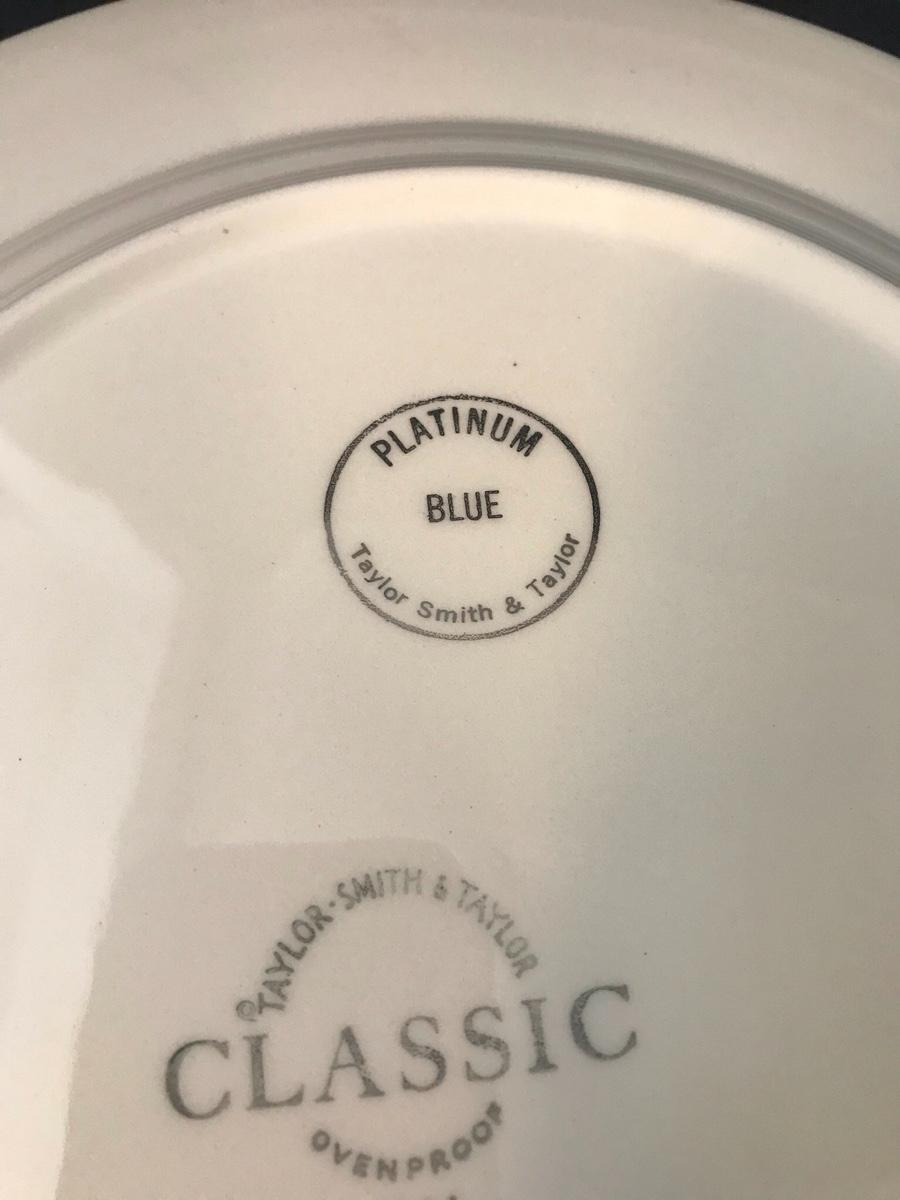 PLATINUM
BLUE
Taylor Smith & Taylor
© TAYLOR · SMITH & TAYLOR
CLASSIC
OVENPROOF